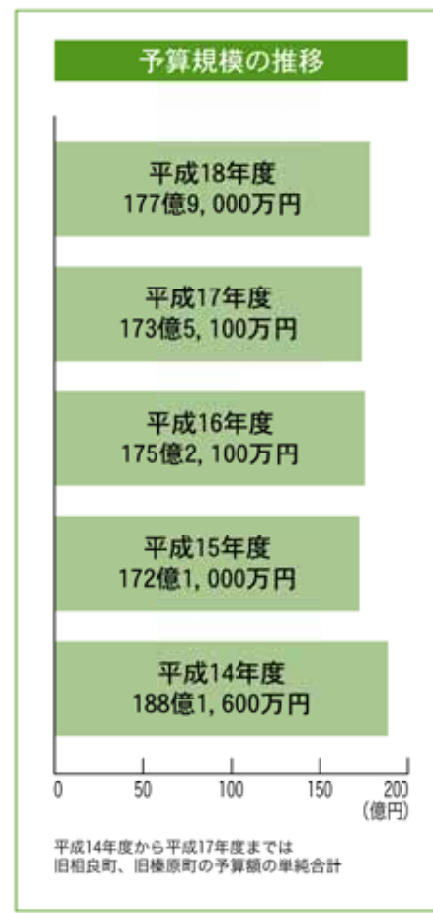 予算規模の推移
平成18年度
177億9,000万円
平成17年度
173億5,100万円
平成16年度
175億2,100万円
平成15年度
172億1,000万円
平成14年度
188億1,600万円
0 50 100 150 200
(億円)
平成14年度から平成17年度までは
旧相良町、旧榛原町の予算額の単純合計